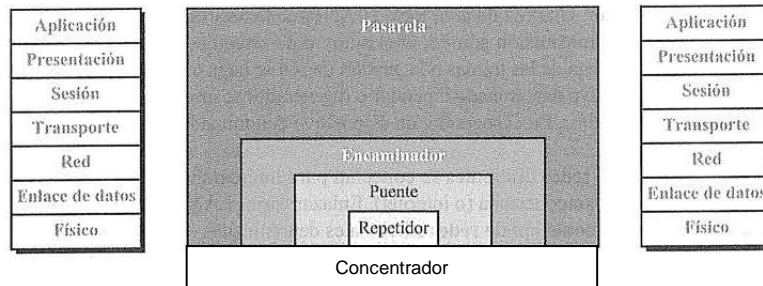 Aplicación
Presentación
Sesión
Transporte
Red
Enlace de datos
Físico
Pasarela
Encaminador
Puente
Repetidor
Concentrador
Aplicación
Presentación
Sesión
Transporte
Red
Enlace de datos
Físico